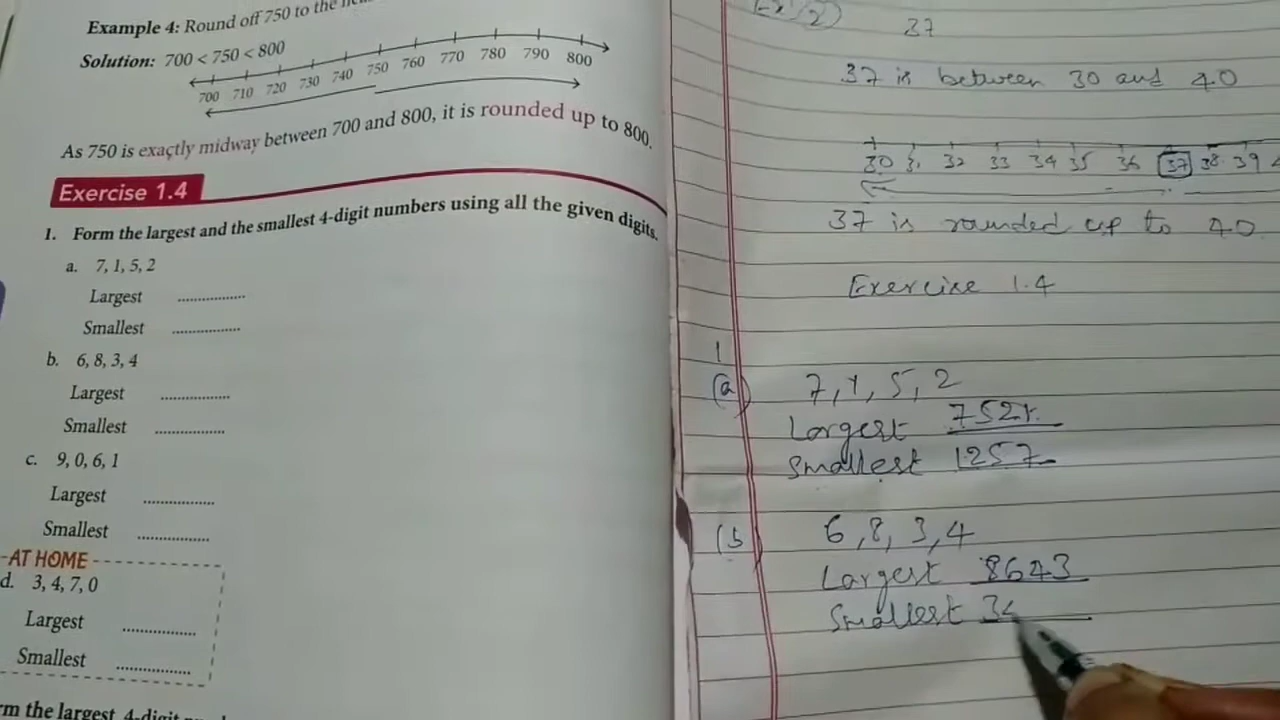 Example 4: Round off 750 to the
Solution: 700 < 750 < 800
700 710 720 730 740 750 760 770 780 790 800
As 750 is exactly midway between 700 and 800, it is rounded up to 800.
Exercise 1.4
1. Form the largest and the smallest 4-digit numbers using all the given digits.
a. 7, 1, 5, 2
Largest ..................
Smallest ..................
b. 6, 8, 3, 4
Largest ..................
Smallest ..................
c. 9, 0, 6, 1
Largest ..................
Smallest ..................
AT HOME
d. 3, 4, 7, 0
Largest ..................
Smallest ..................
the largest 4-digit
37
37 is between 30 and 40
30 31 32 33 34 35 36 37 38 39
37 is rounded up to 40
Exercise 1.4
1
(a) 7, 1, 5, 2
Largest 7521
Smallest 1257
(b 6, 8, 3, 4
Largest 8643
Smallest 34